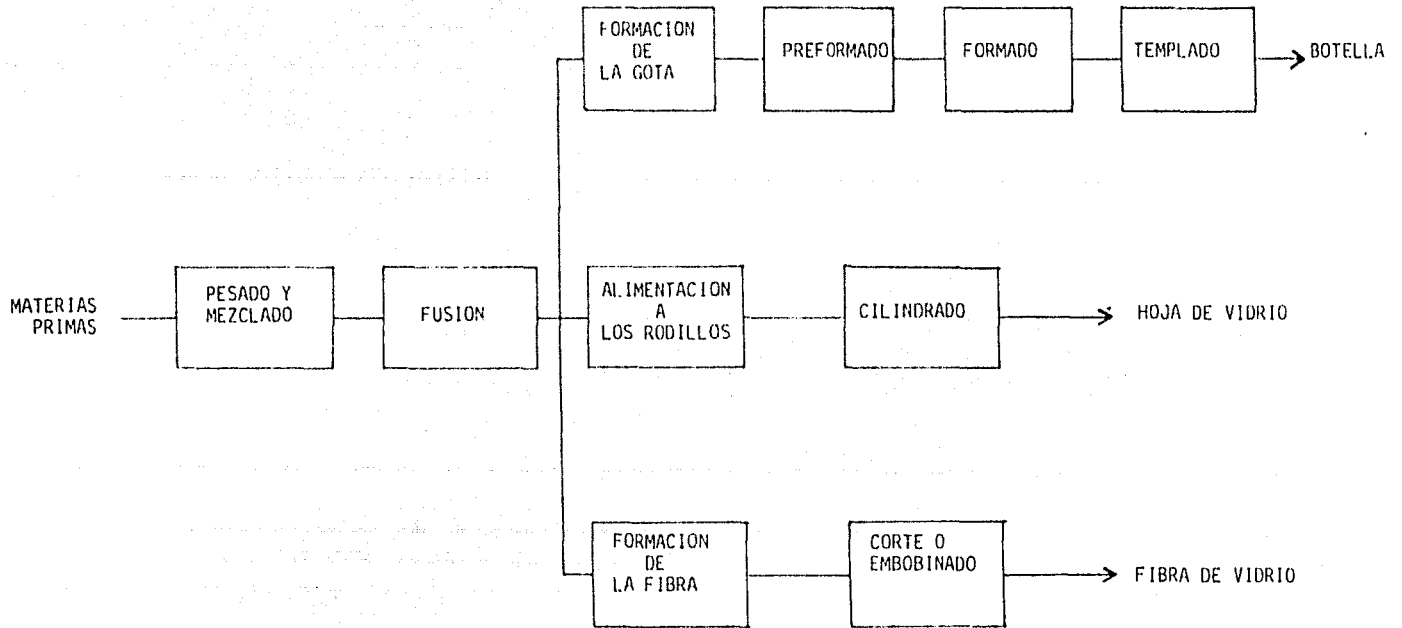 FORMACION
DE
LA GOTA
PREFORMADO
FORMADO
TEMPLADO
BOTELLA
MATERIAS
PRIMAS
PESADO Y
MEZCLADO
FUSION
ALIMENTACION
A
LOS RODILLOS
CILINDRADO
HOJA DE VIDRIO
FORMACION
DE
LA FIBRA
CORTE O
EMBOBINADO
FIBRA DE VIDRIO